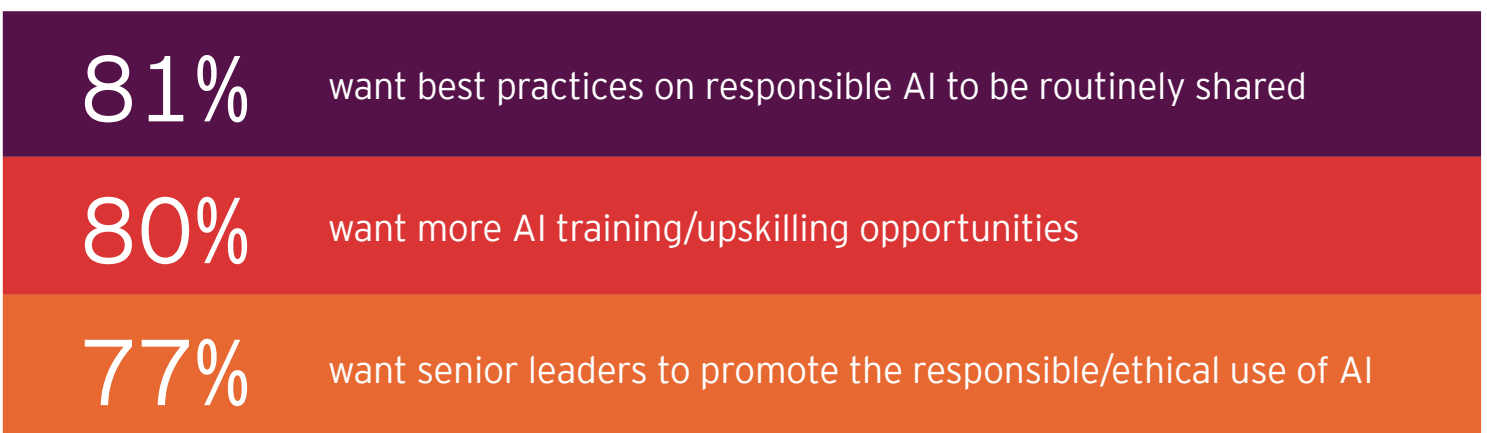 81% want best practices on responsible AI to be routinely shared
80% want more AI training/upskilling opportunities
77% want senior leaders to promote the responsible/ethical use of AI